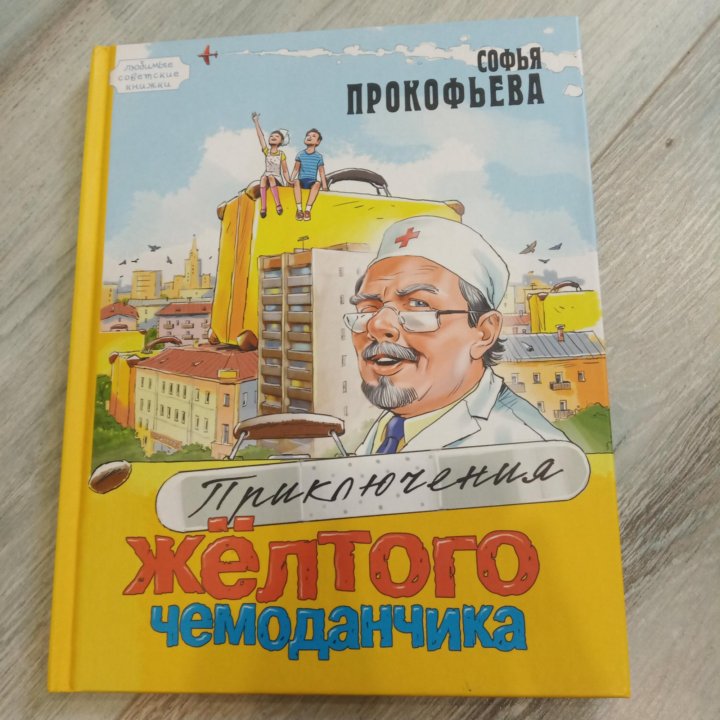 любимые
советские
книжки
СОФЬЯ
ПРОКОФЬЕВА
Приключения
жёлтого
чемоданчика